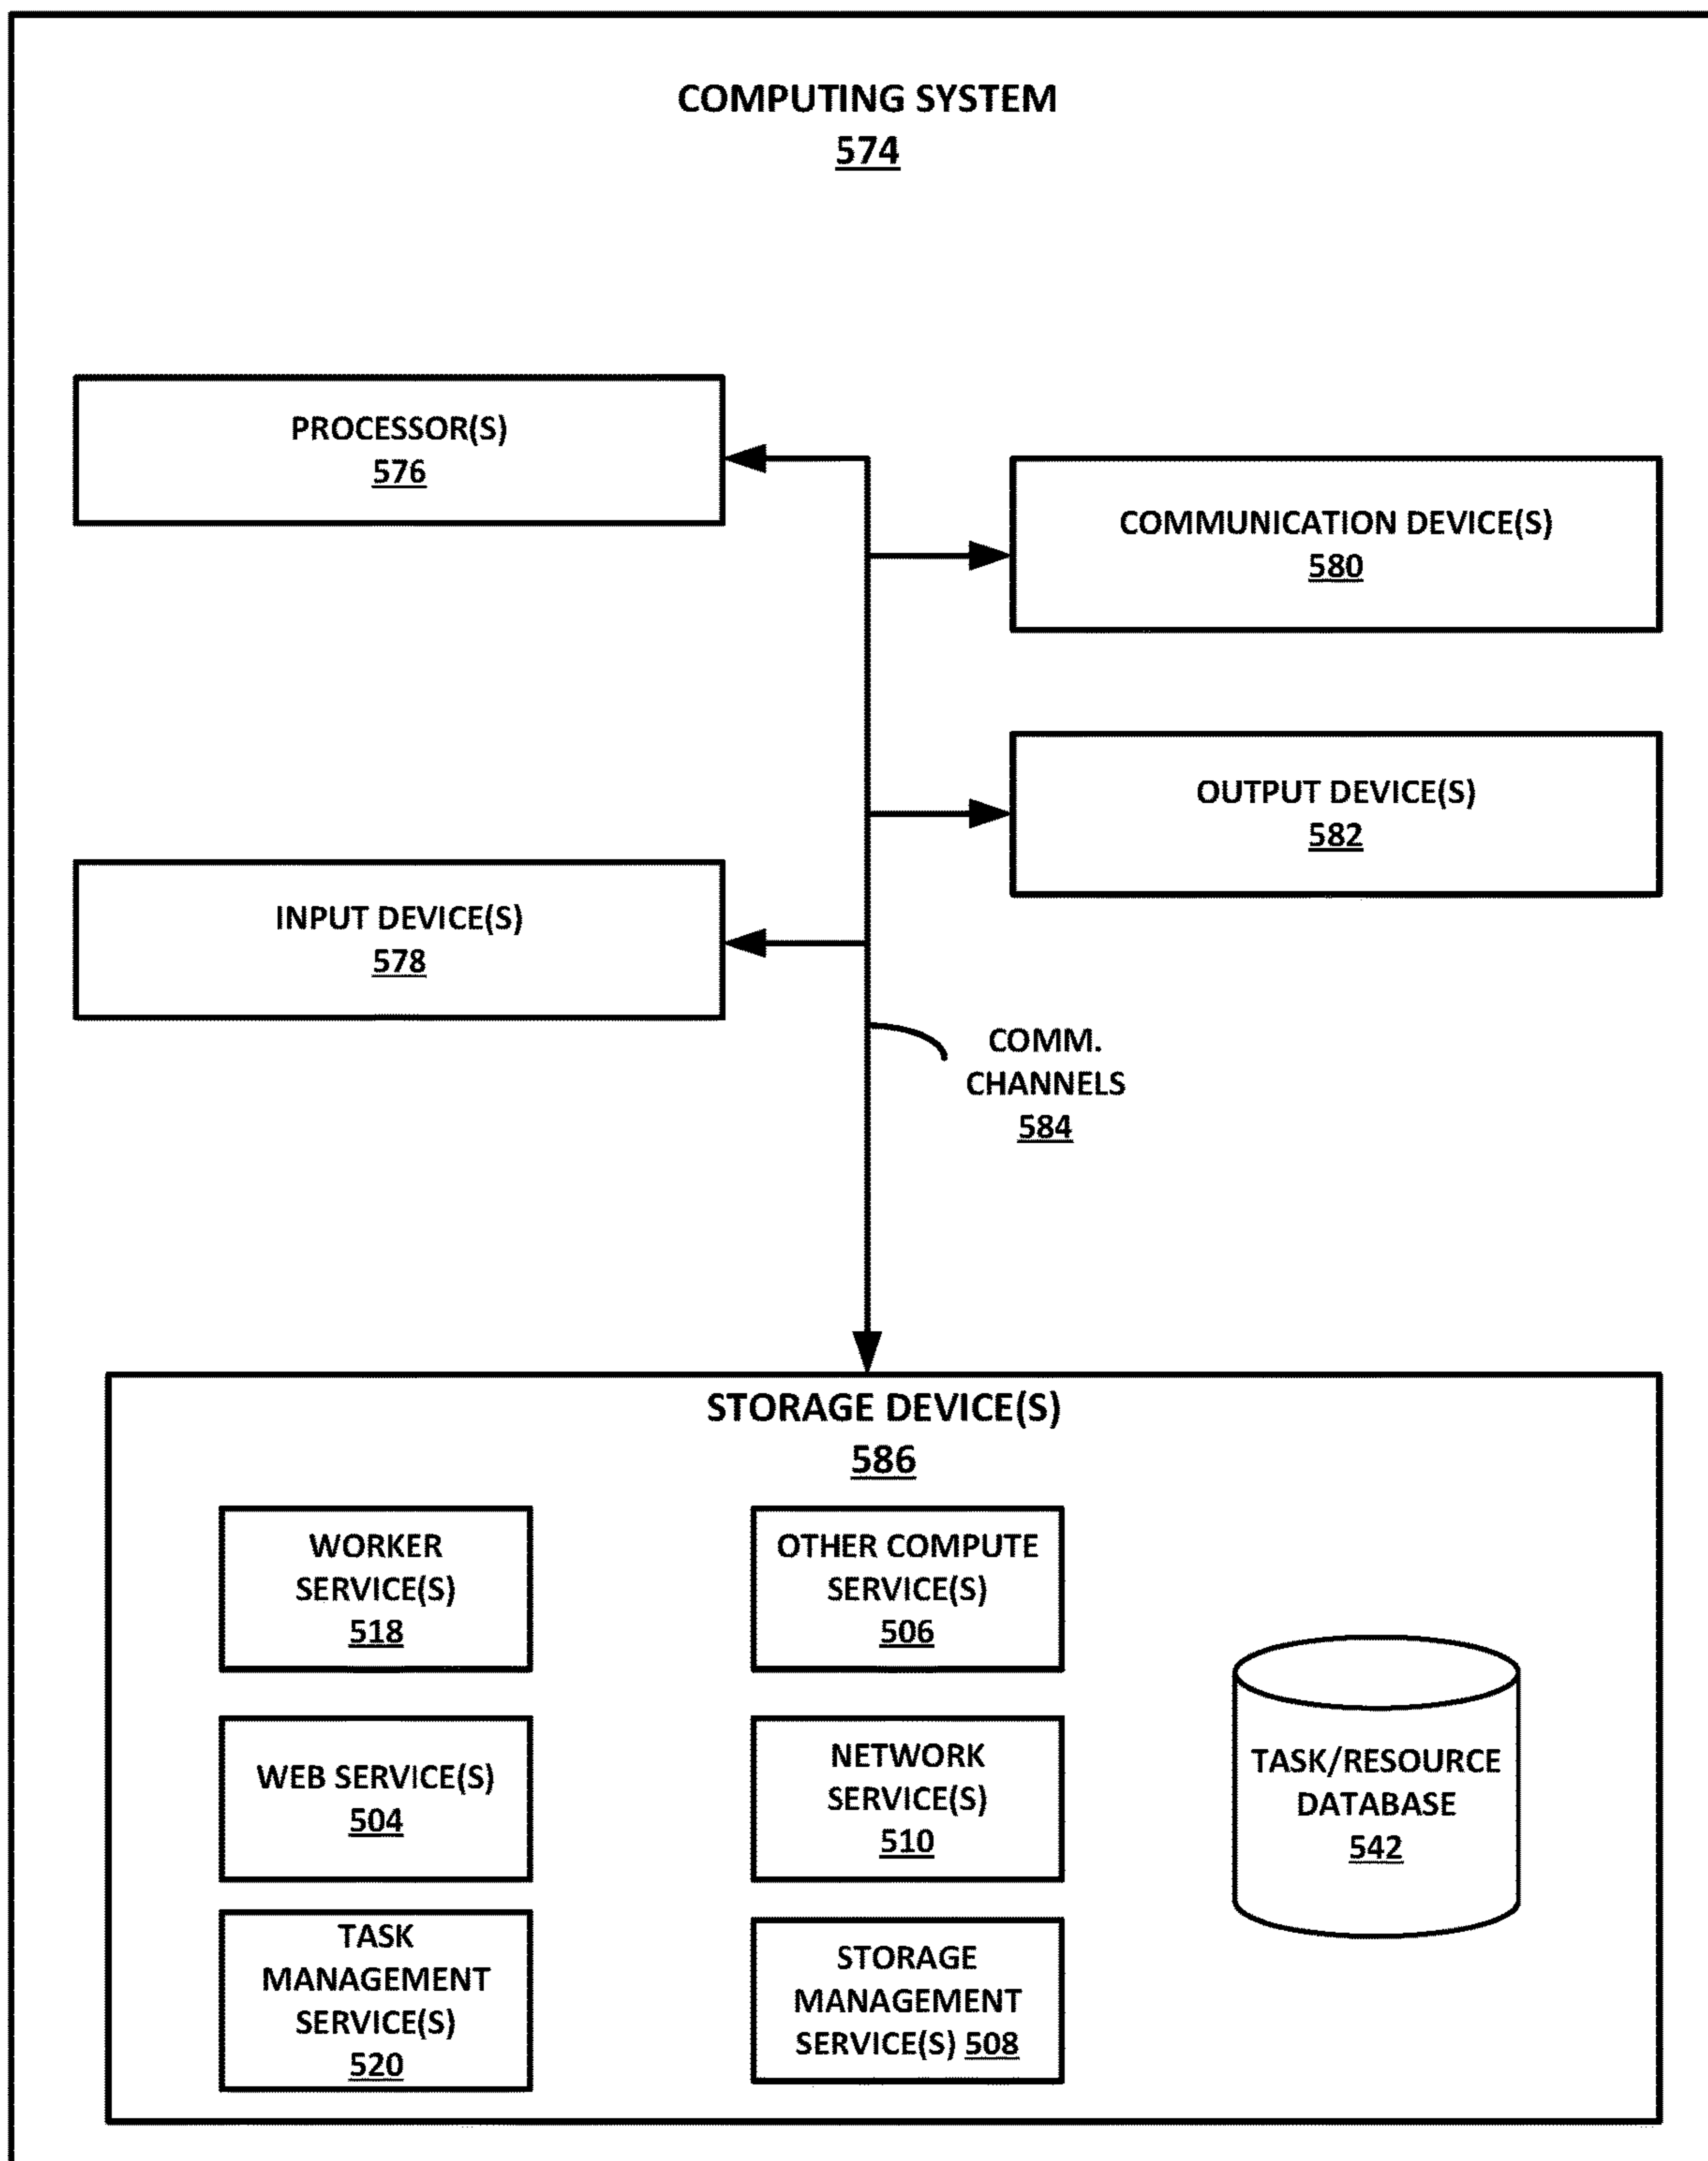 COMPUTING SYSTEM
574
PROCESSOR(S)
576
COMMUNICATION DEVICE(S)
580
OUTPUT DEVICE(S)
582
INPUT DEVICE(S)
578
COMM.
CHANNELS
584
STORAGE DEVICE(S)
586
WORKER
SERVICE(S)
518
OTHER COMPUTE
SERVICE(S)
506
WEB SERVICE(S)
504
NETWORK
SERVICE(S)
510
TASK/RESOURCE
DATABASE
542
TASK
MANAGEMENT
SERVICE(S)
520
STORAGE
MANAGEMENT
SERVICE(S) 508